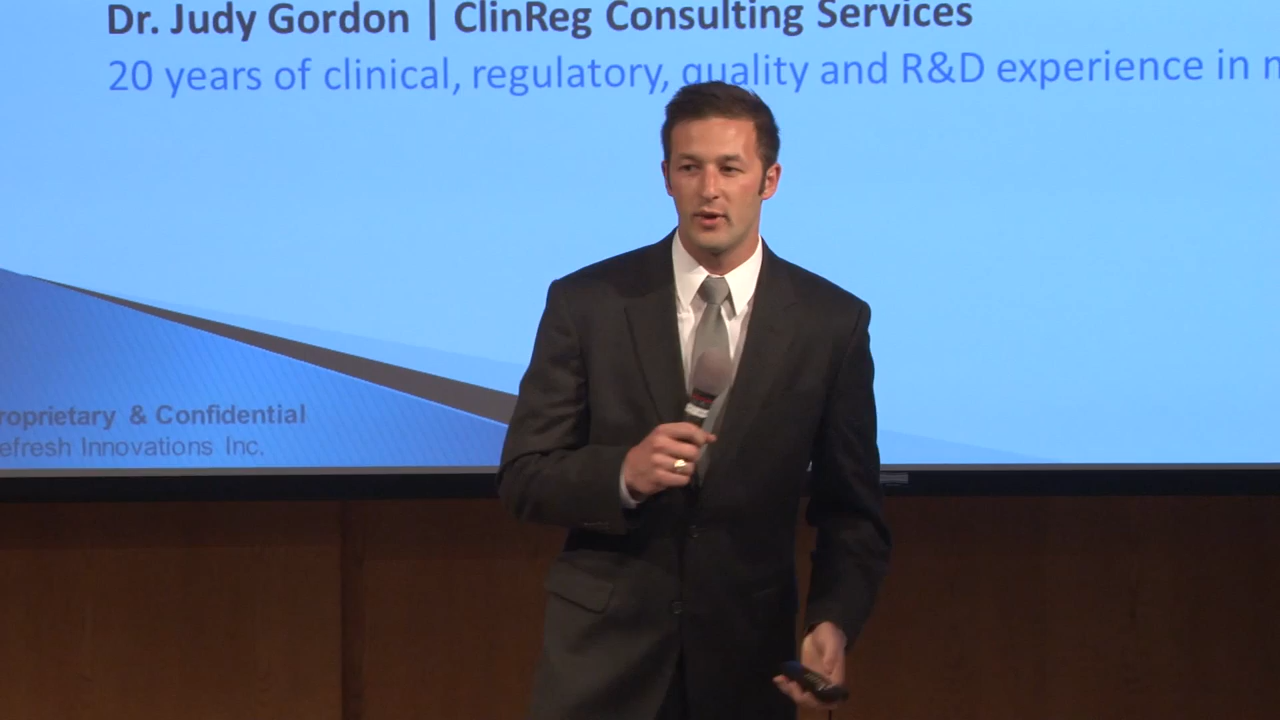 Dr. Judy Gordon | ClinReg Consulting Services
20 years of clinical, regulatory, quality and R&D experience in
roprietary & Confidential
efresh Innovations Inc.